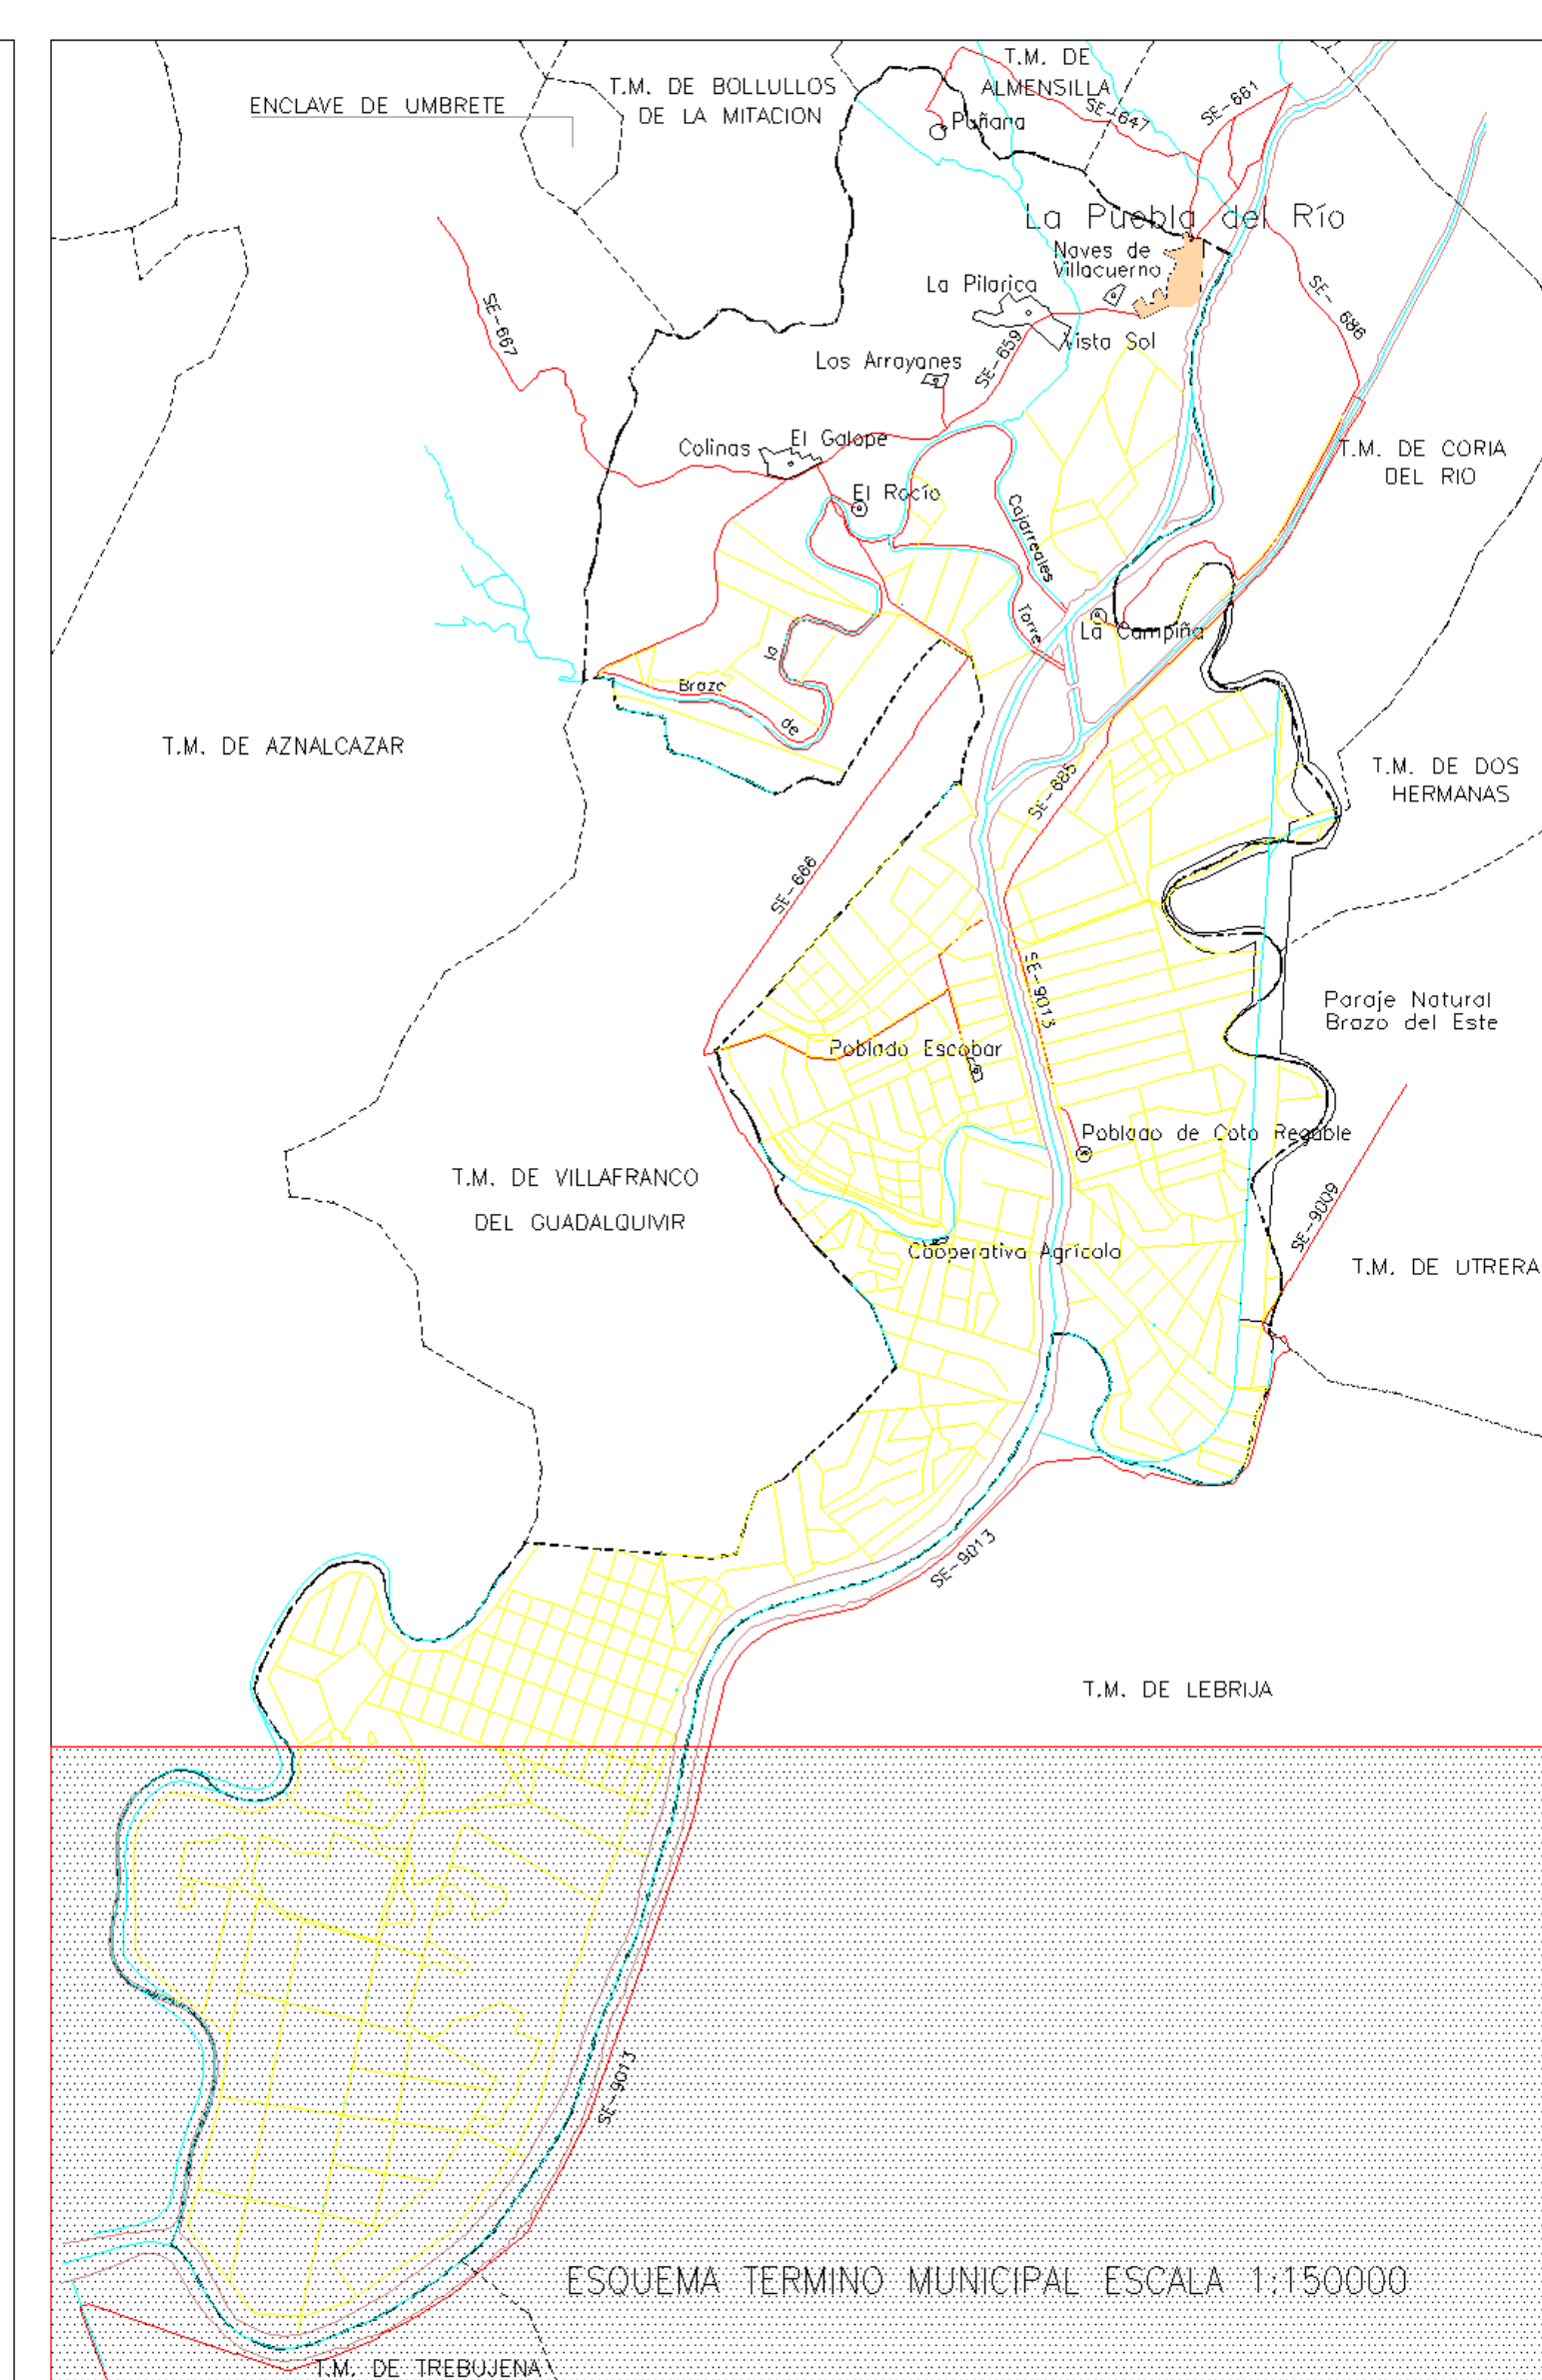 T.M. DE
ALMENSILLA
T.M. DE BOLLULLOS
DE LA MITACION
ENCLAVE DE UMBRETE
SE-661
SE-647
Puñana
La Puebla del Río
Naves de
Villacuerno
La Pilarica
SE-667
SE-686
Vista Sol
SE-659
Los Arrayanes
El Galope
Colinas
T.M. DE CORIA
DEL RIO
El Rocío
Cajarreales
Torre
La Campiña
la
Brazo
de
T.M. DE AZNALCAZAR
T.M. DE DOS
HERMANAS
SE-685
SE-666
SE-9013
Paraje Natural
Brazo del Este
Poblado Escobar
Poblado de Coto Regable
T.M. DE VILLAFRANCO
DEL GUADALQUIVIR
SE-9009
Cooperativa Agrícola
T.M. DE UTRERA
SE-9013
T.M. DE LEBRIJA
SE-9013
ESQUEMA TERMINO MUNICIPAL ESCALA 1:150000
T.M. DE TREBUJENA